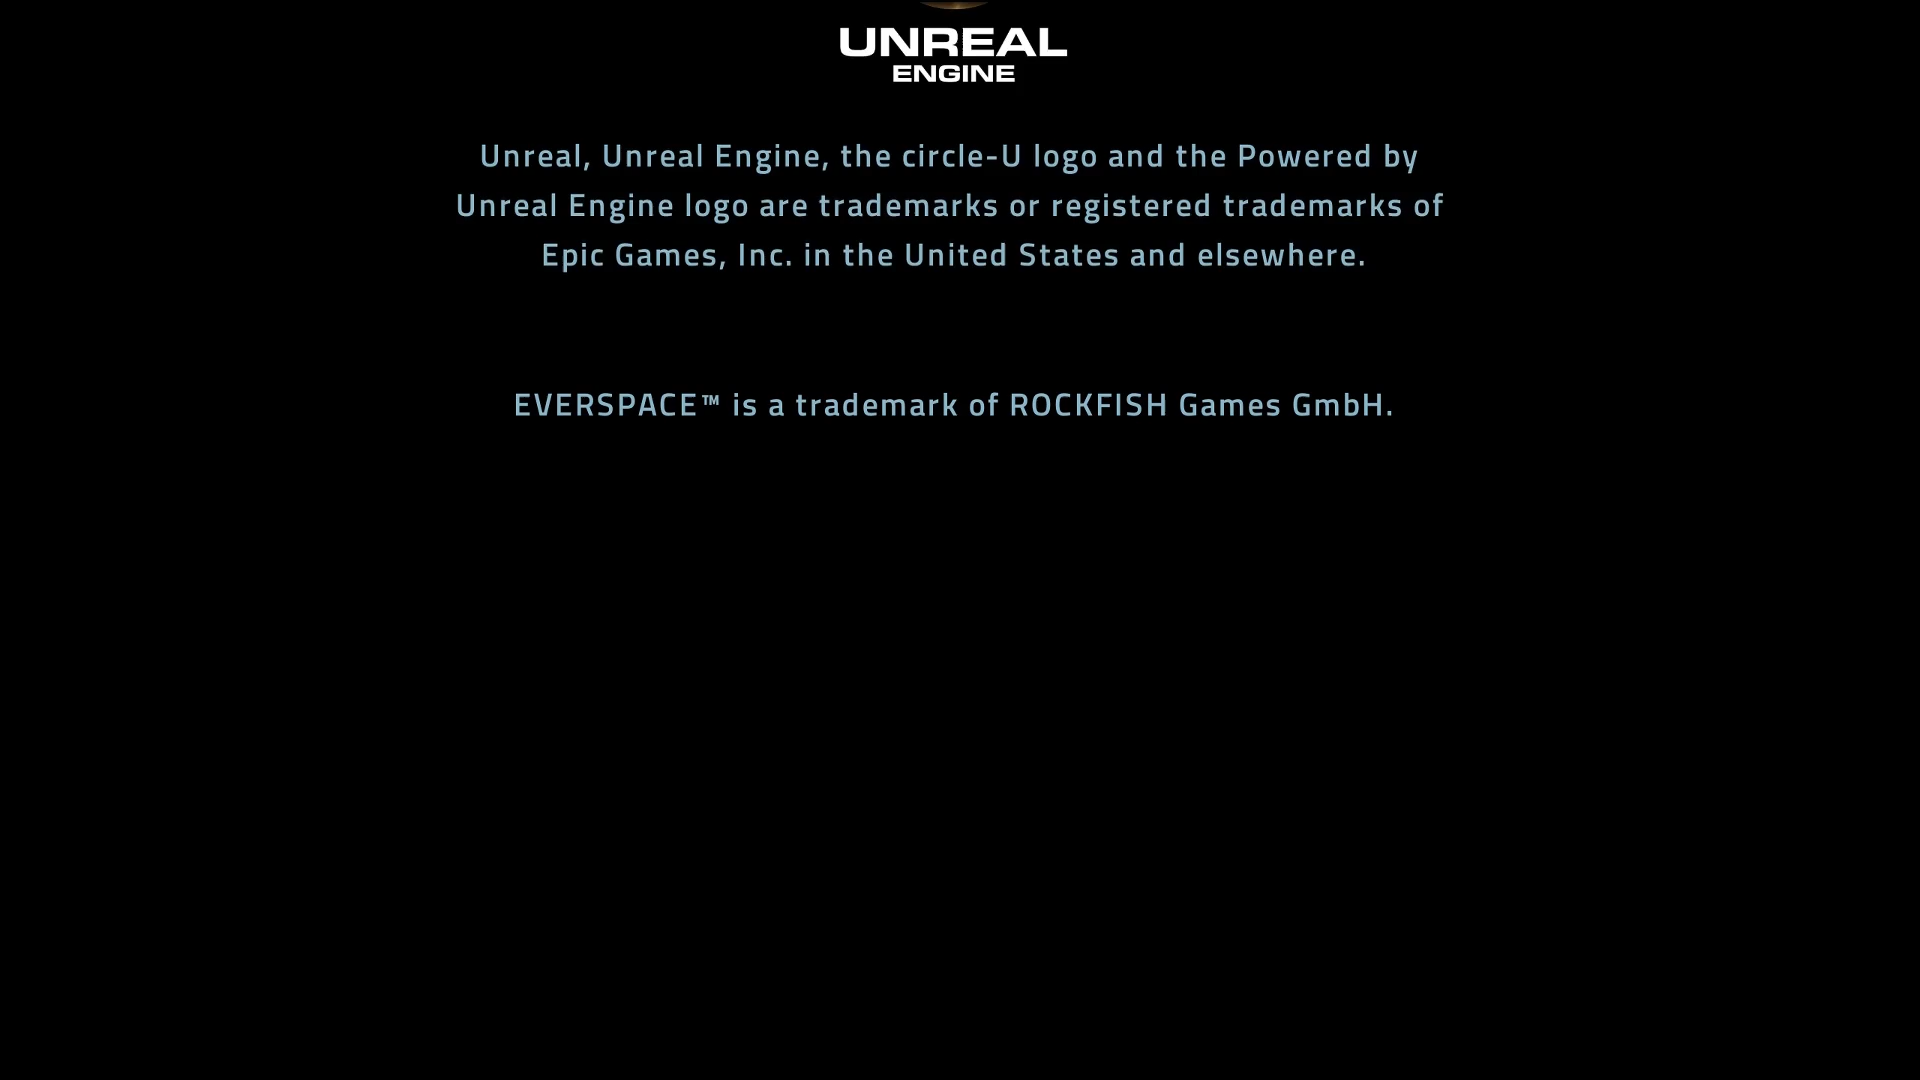 UNREAL
ENGINE
Unreal, Unreal Engine, the circle-U logo and the Powered by
Unreal Engine logo are trademarks or registered trademarks of
Epic Games, Inc. in the United States and elsewhere.
EVERSPACE™ is a trademark of ROCKFISH Games GmbH.